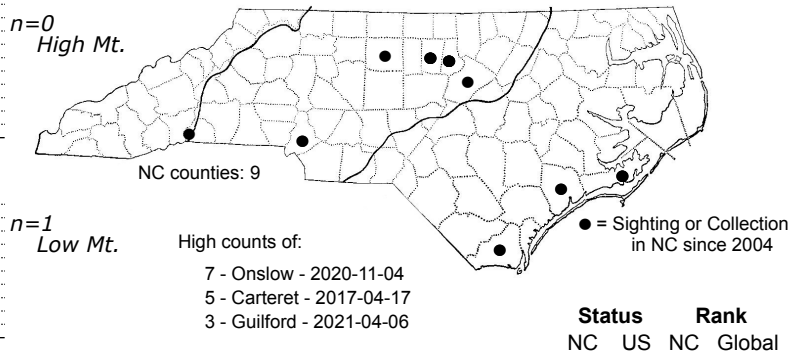 n=0
High Mt.
NC counties: 9
n=1
Low Mt.
High counts of:
7 - Onslow - 2020-11-04
5 - Carteret - 2017-04-17
3 - Guilford - 2021-04-06
● = Sighting or Collection
in NC since 2004
Status Rank
NC US NC Global